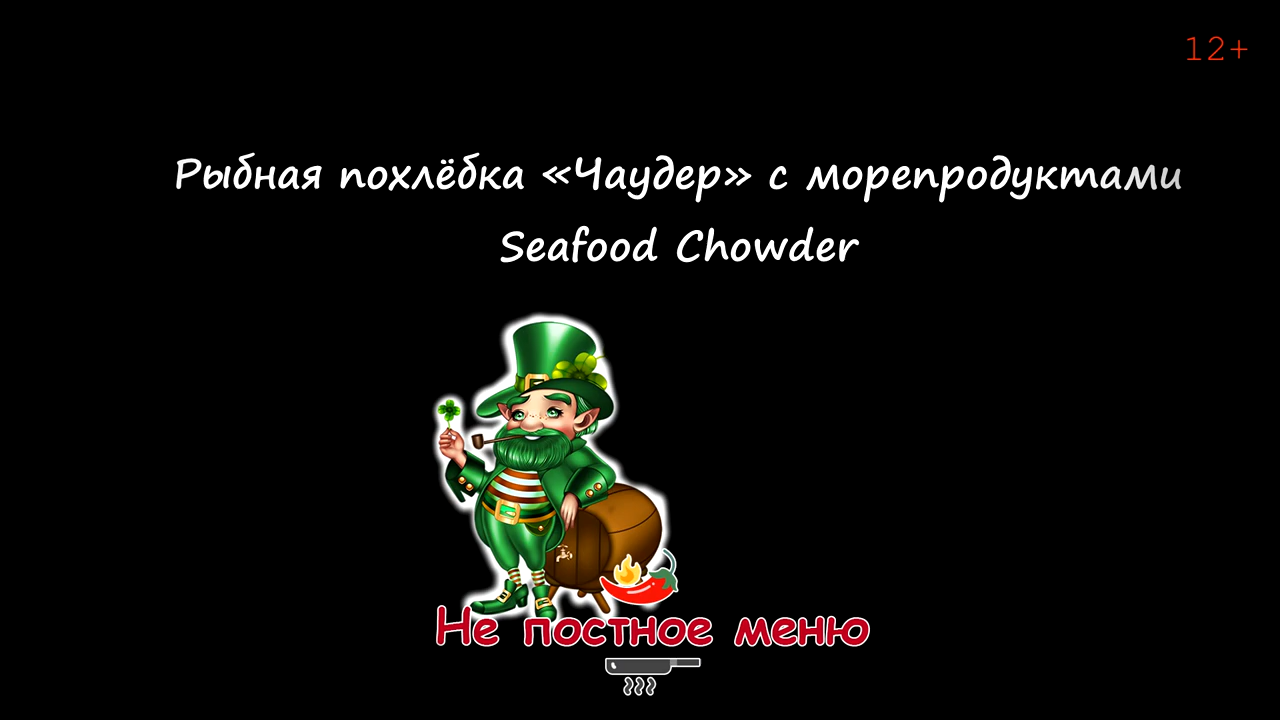 12+
Рыбная похлёбка «Чаудер» с морепродуктами
Seafood Chowder
Не постное меню